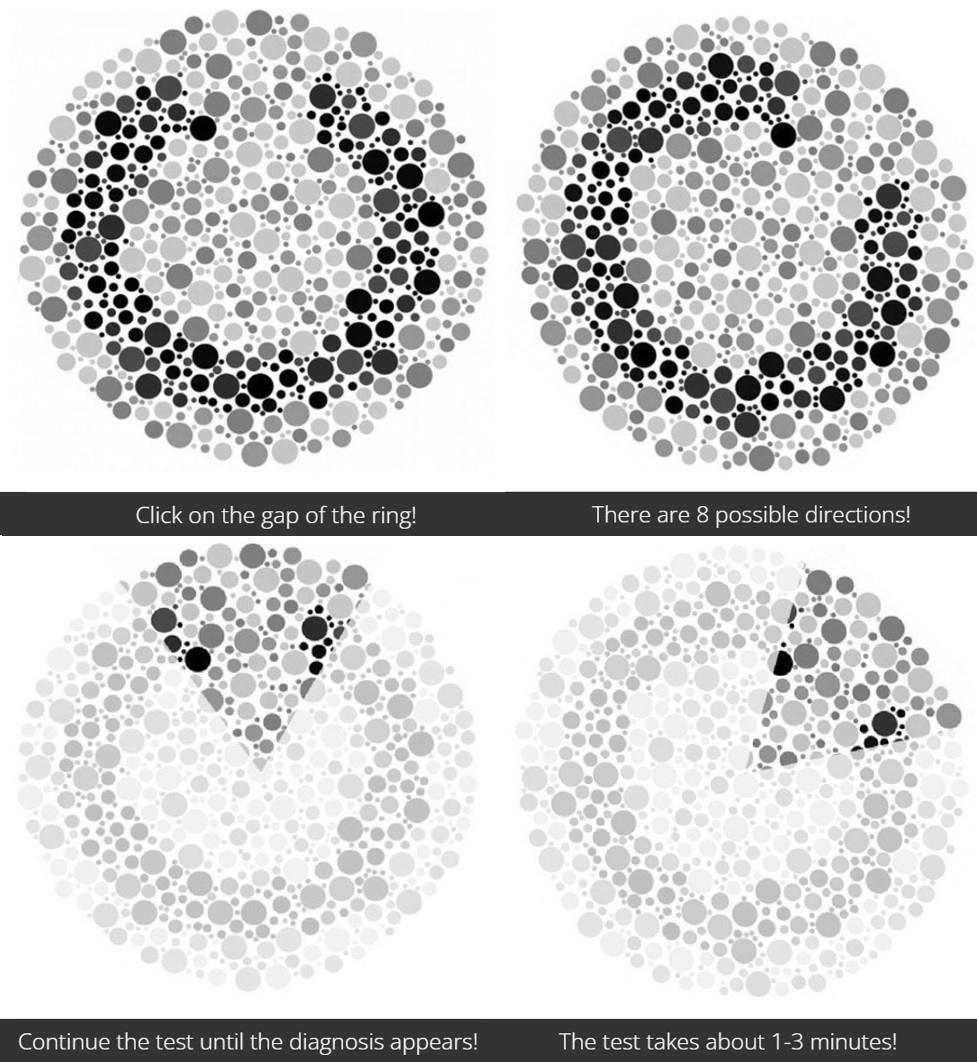 Click on the gap of the ring!
There are 8 possible directions!
Continue the test until the diagnosis appears!
The test takes about 1-3 minutes!